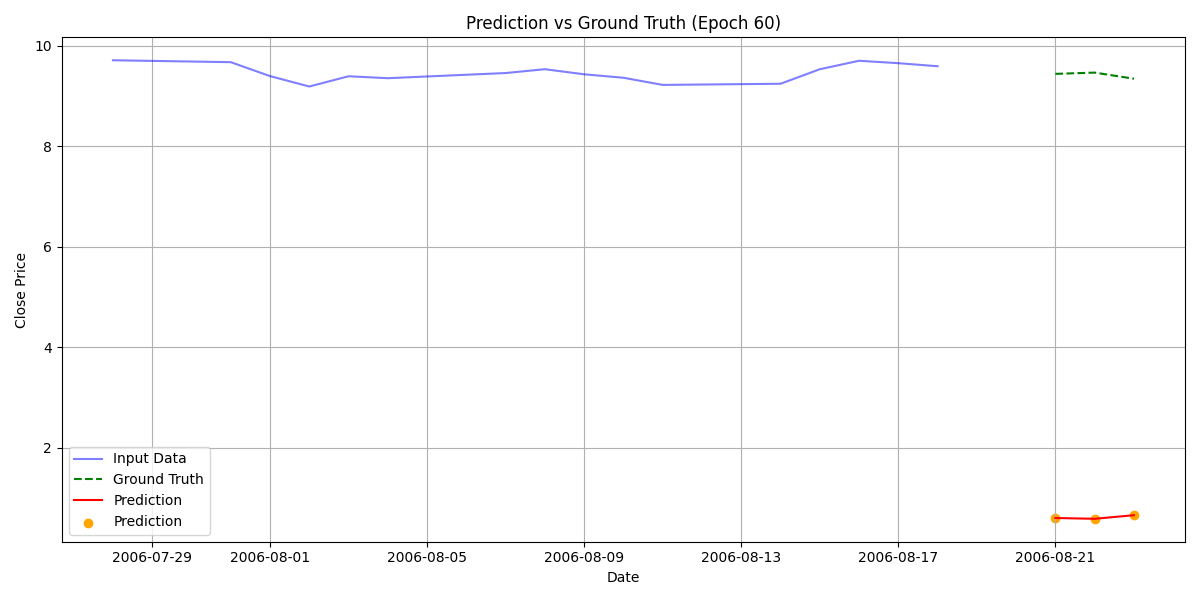 Prediction vs Ground Truth (Epoch 60)
Close Price
10
8
6
4
2
Input Data
Ground Truth
Prediction
Prediction
2006-07-29 2006-08-01 2006-08-05 2006-08-09 2006-08-13 2006-08-17 2006-08-21
Date